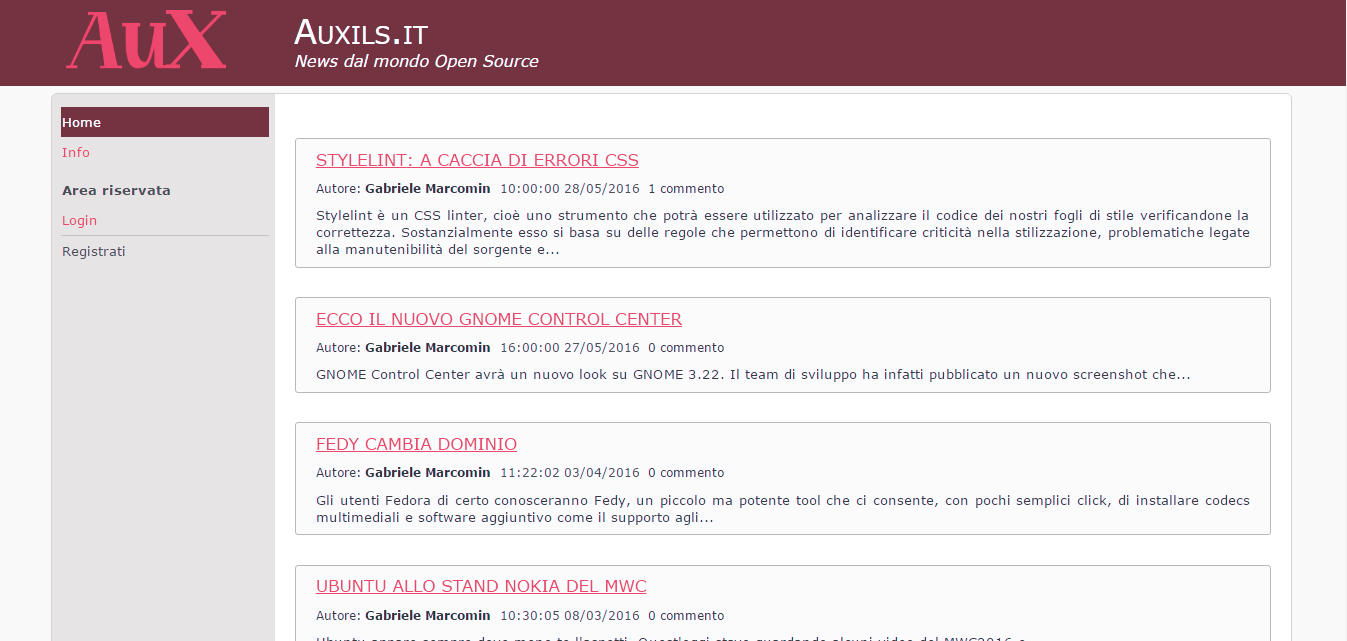 AuX
Auxils.it
News dal mondo Open Source
Home
Info
Area riservata
Login
Registrati
STYLELINT: A CACCIA DI ERRORI CSS
Autore: Gabriele Marcomin 10:00:00 28/05/2016 1 commento
Stylelint è un CSS linter, cioè uno strumento che potrà essere utilizzato per analizzare il codice dei nostri fogli di stile verificandone la
correttezza. Sostanzialmente esso si basa su delle regole che permettono di identificare criticità nella stilizzazione, problematiche legate
alla manutenibilità del sorgente e...
ECCO IL NUOVO GNOME CONTROL CENTER
Autore: Gabriele Marcomin 16:00:00 27/05/2016 0 commento
GNOME Control Center avrà un nuovo look su GNOME 3.22. Il team di sviluppo ha infatti pubblicato un nuovo screenshot che...
FEDY CAMBIA DOMINIO
Autore: Gabriele Marcomin 11:22:02 03/04/2016 0 commento
Gli utenti Fedora di certo conosceranno Fedy, un piccolo ma potente tool che ci consente, con pochi semplici click, di installare codecs
multimediali e software aggiuntivo come il supporto agli...
UBUNTU ALLO STAND NOKIA DEL MWC
Autore: Gabriele Marcomin 10:30:05 08/03/2016 0 commento